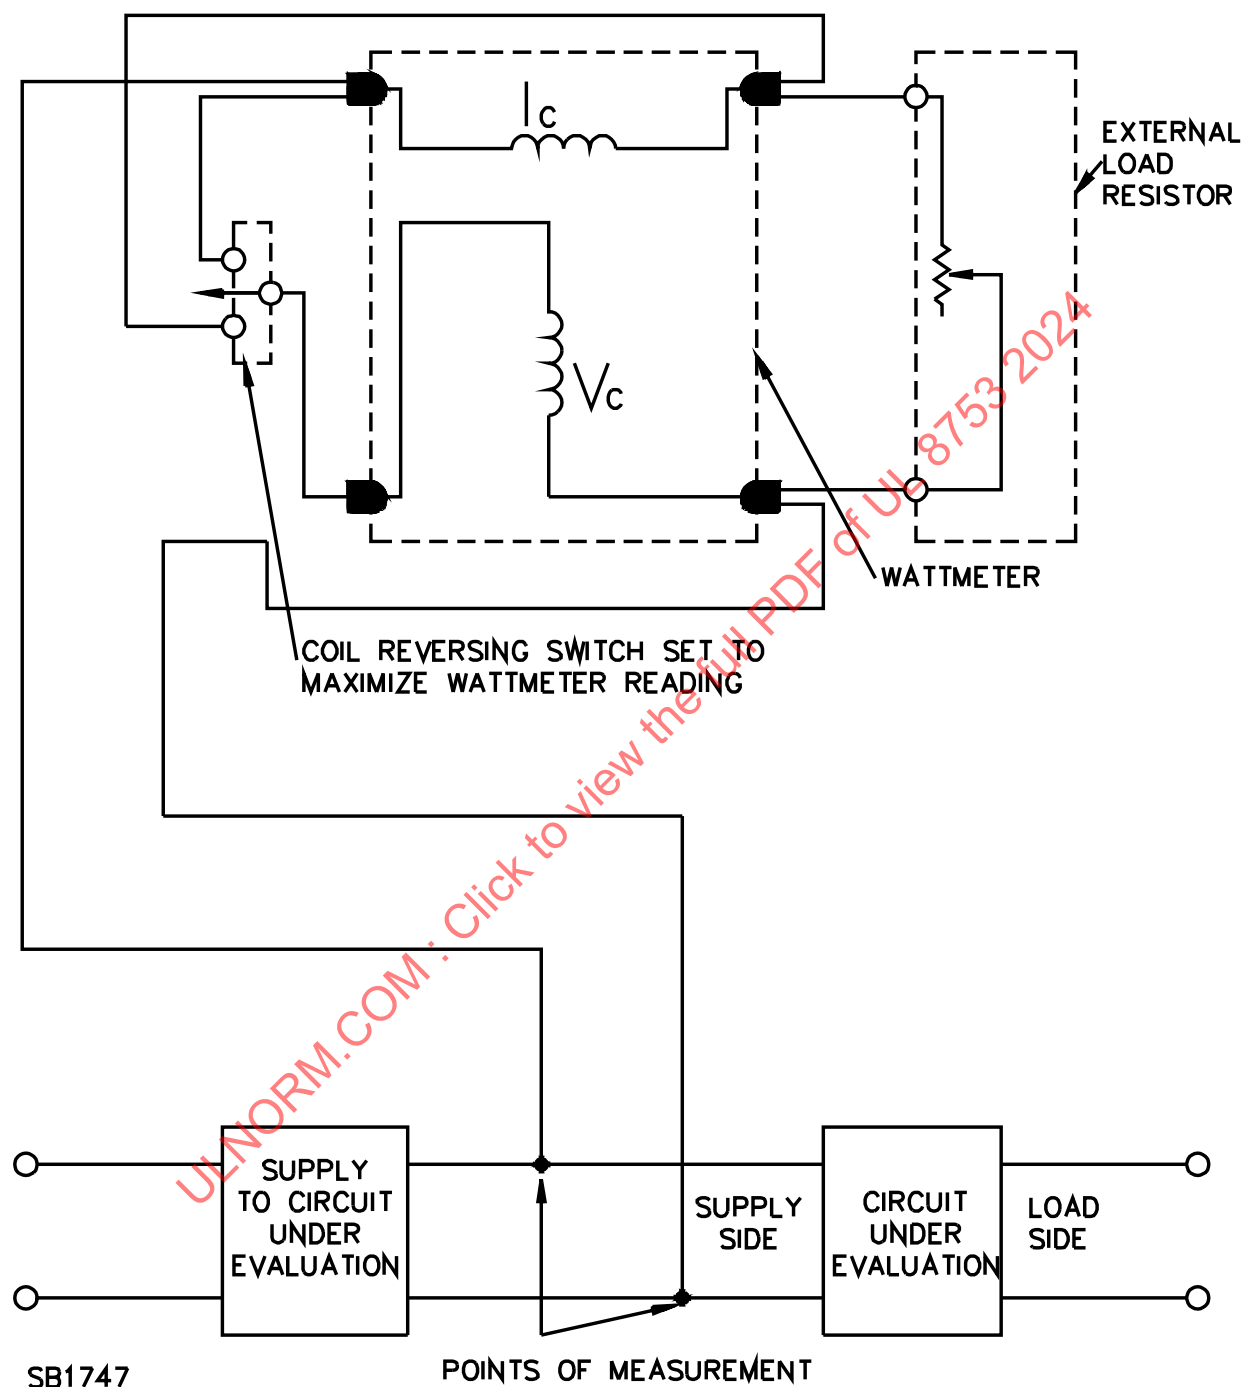 I C
EXTERNAL
LOAD
RESISTOR
V C
WATTMETER
COIL REVERSING SWITCH SET TO
MAXIMIZE WATTMETER READING
ULNORM.COM : Click to view the full PDF of UL 8753 2024
SUPPLY
TO CIRCUIT
UNDER
EVALUATION
SUPPLY
SIDE
CIRCUIT
UNDER
EVALUATION
LOAD
SIDE
POINTS OF MEASUREMENT
SB1747